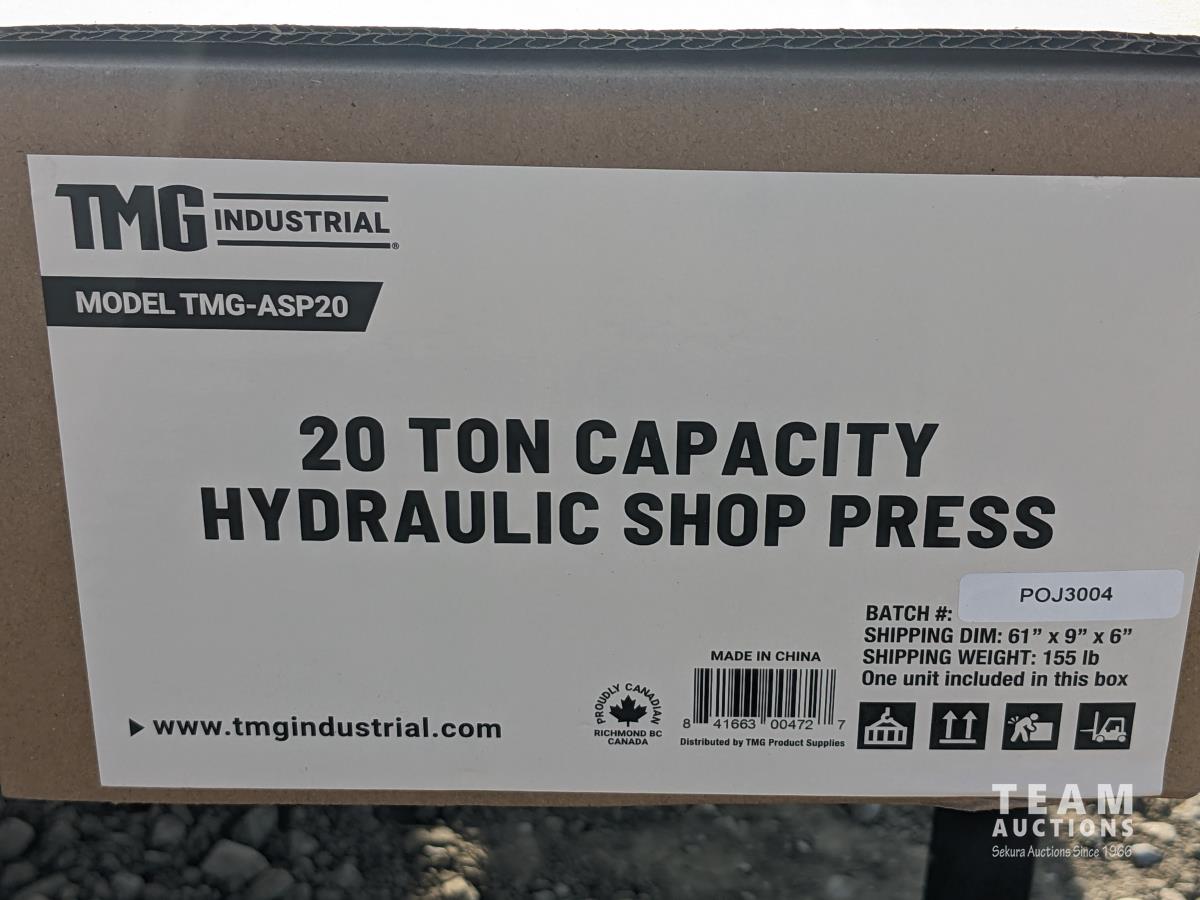 TMG INDUSTRIAL®
MODEL TMG-ASP20
20 TON CAPACITY
HYDRAULIC SHOP PRESS
BATCH #: POJ3004
SHIPPING DIM: 61” x 9” x 6”
SHIPPING WEIGHT: 155 lb
One unit included in this box
www.tmgindustrial.com
PROUDLY CANADIAN
RICHMOND BC
CANADA
MADE IN CHINA
8 41663 00472 7
Distributed by TMG Product Supplies
TEAM
AUCTIONS
Sekura Auctions Since 1966